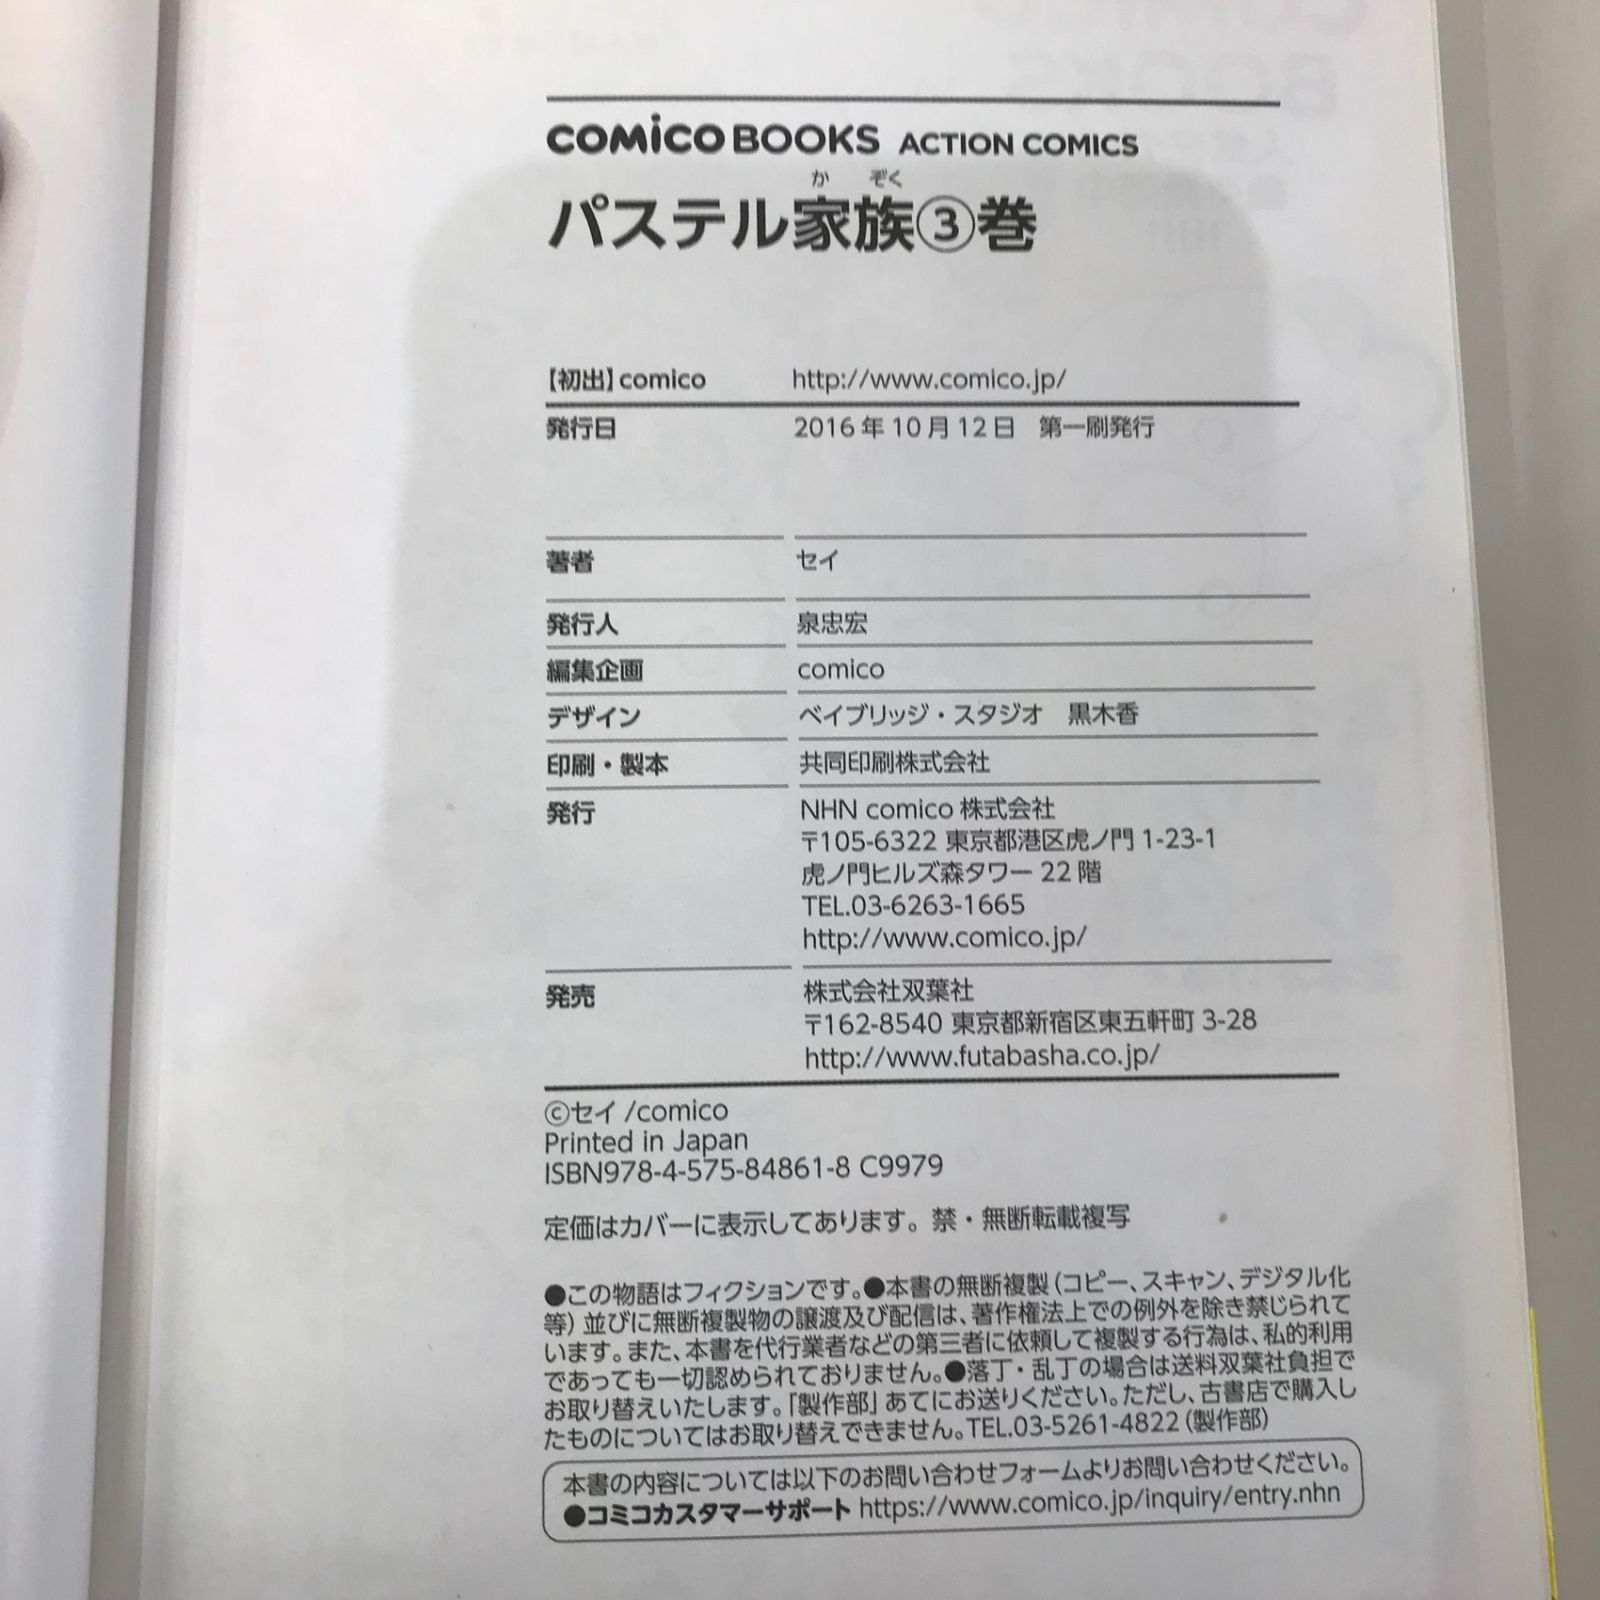 comico BOOKS ACTION COMICS
か ぞく
パステル家族③巻
【初出】comico http://www.comico.jp/
発行日 2016年10月12日 第一刷発行
著者 セイ
発行人 泉忠宏
編集企画 comico
デザイン ベイブリッジ・スタジオ 黒木香
印刷・製本 共同印刷株式会社
発行 NHN comico 株式会社
〒105-6322 東京都港区虎ノ門 1-23-1
虎ノ門ヒルズ森タワー 22階
TEL.03-6263-1665
http://www.comico.jp/
発売 株式会社双葉社
〒162-8540 東京都新宿区東五軒町 3-28
http://www.futabasha.co.jp/
©セイ /comico
Printed in Japan
ISBN978-4-575-84861-8 C9979
定価はカバーに表示してあります。禁・無断転載複写
●この物語はフィクションです。●本書の無断複製（コピー、スキャン、デジタル化
等）並びに無断複製物の譲渡及び配信は、著作権法上での例外を除き禁じられて
います。また、本書を代行業者などの第三者に依頼して複製する行為は、私的利用
であっても一切認められておりません。●落丁・乱丁の場合は送料双葉社負担で
お取り替えいたします。「製作部」あてにお送りください。ただし、古書店で購入し
たものについてはお取り替えできません。TEL.03-5261-4822（製作部）
本書の内容については以下のお問い合わせフォームよりお問い合わせください。
●コミコカスタマーサポート https://www.comico.jp/inquiry/entry.nhn